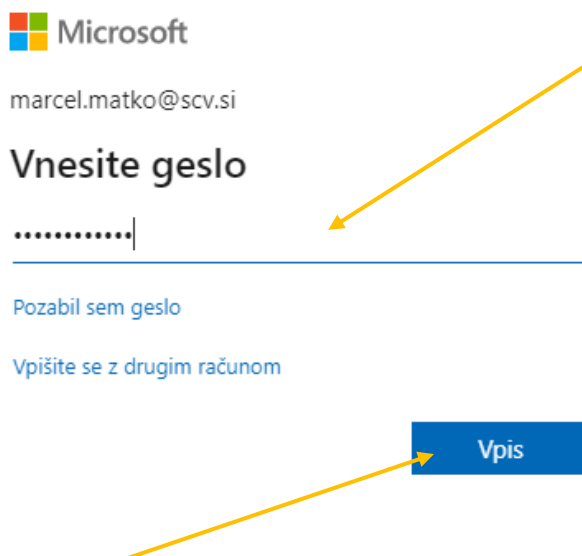 Microsoft
marcel.matko@scv.si
Vnesite geslo
••••••••••••
Pozabil sem geslo
Vpišite se z drugim računom
Vpis